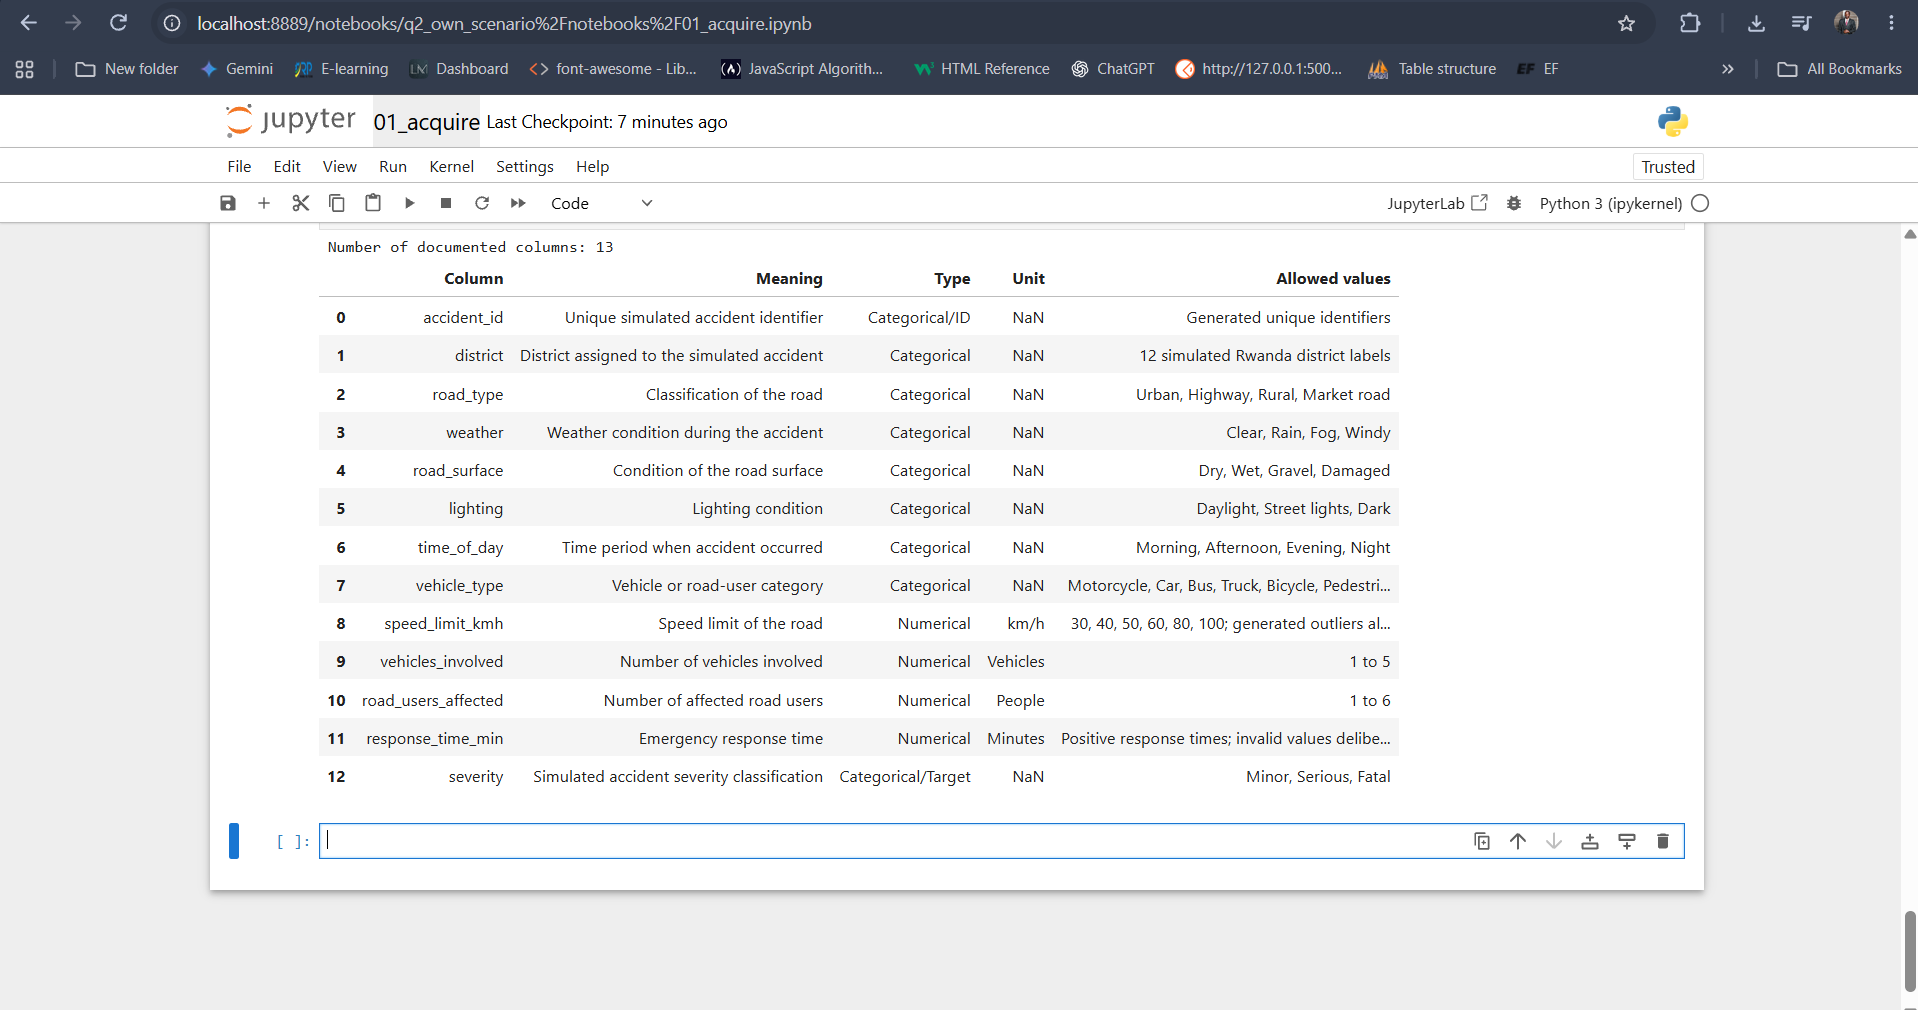 localhost:8889/notebooks/q2_own_scenario%2Fnotebooks%2F01_acquire.ipynb
New folder Gemini E-learning LM Dashboard <> font-awesome - Lib... (A) JavaScript Algorith... HTML Reference ChatGPT http://127.0.0.1:500... Table structure EF EF » All Bookmarks
jupyter 01_acquire Last Checkpoint: 7 minutes ago
File Edit View Run Kernel Settings Help Trusted
Code JupyterLab Python 3 (ipykernel)
Number of documented columns: 13
Column Meaning Type Unit Allowed values
0 accident_id Unique simulated accident identifier Categorical/ID NaN Generated unique identifiers
1 district District assigned to the simulated accident Categorical NaN 12 simulated Rwanda district labels
2 road_type Classification of the road Categorical NaN Urban, Highway, Rural, Market road
3 weather Weather condition during the accident Categorical NaN Clear, Rain, Fog, Windy
4 road_surface Condition of the road surface Categorical NaN Dry, Wet, Gravel, Damaged
5 lighting Lighting condition Categorical NaN Daylight, Street lights, Dark
6 time_of_day Time period when accident occurred Categorical NaN Morning, Afternoon, Evening, Night
7 vehicle_type Vehicle or road-user category Categorical NaN Motorcycle, Car, Bus, Truck, Bicycle, Pedestri...
8 speed_limit_kmh Speed limit of the road Numerical km/h 30, 40, 50, 60, 80, 100; generated outliers al...
9 vehicles_involved Number of vehicles involved Numerical Vehicles 1 to 5
10 road_users_affected Number of affected road users Numerical People 1 to 6
11 response_time_min Emergency response time Numerical Minutes Positive response times; invalid values delibe...
12 severity Simulated accident severity classification Categorical/Target NaN Minor, Serious, Fatal
[ ]: